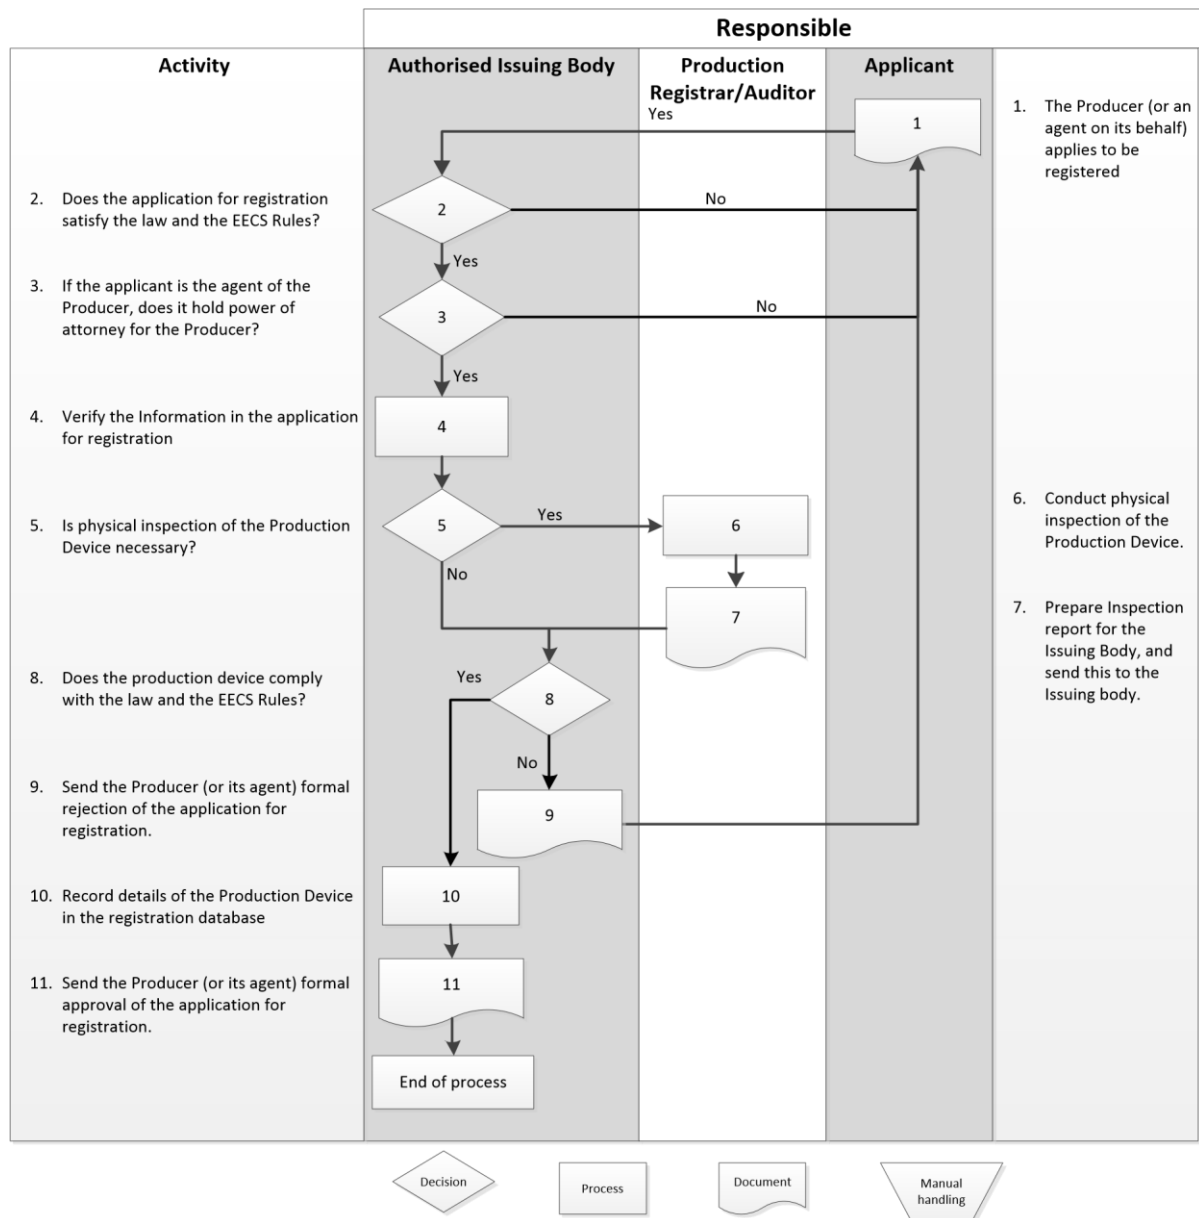 Responsible
Activity
Authorised Issuing Body
Production
Registrar/Auditor
Applicant
Yes
1
1. The Producer (or an
agent on its behalf)
applies to be
registered
2. Does the application for registration
satisfy the law and the EECS Rules?
2
No
Yes
3. If the applicant is the agent of the
Producer, does it hold power of
attorney for the Producer?
3
No
Yes
4. Verify the Information in the application
for registration
4
5. Is physical inspection of the Production
Device necessary?
5
Yes
6
6. Conduct physical
inspection of the
Production Device.
No
7
7. Prepare Inspection
report for the
Issuing Body, and
send this to the
Issuing body.
8. Does the production device comply
with the law and the EECS Rules?
Yes
8
No
9. Send the Producer (or its agent) formal
rejection of the application for
registration.
9
10. Record details of the Production Device
in the registration database
10
11. Send the Producer (or its agent) formal
approval of the application for
registration.
11
End of process
Decision
Process
Document
Manual
handling